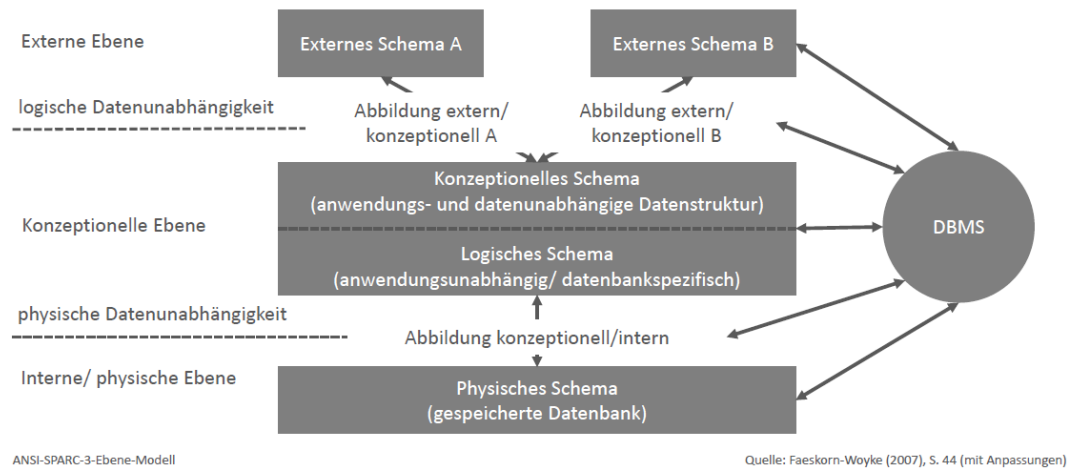 Externe Ebene
Externes Schema A
Externes Schema B
logische Datenunabhängigkeit
Abbildung extern/
konzeptionell A
Abbildung extern/
konzeptionell B
Konzeptionelle Ebene
Konzeptionelles Schema
(anwendungs- und datenunabhängige Datenstruktur)
Logisches Schema
(anwendungsunabhängig/ datenbankspezifisch)
DBMS
physische Datenunabhängigkeit
Abbildung konzeptionell/intern
Interne/ physische Ebene
Physisches Schema
(gespeicherte Datenbank)
ANSI-SPARC-3-Ebene-Modell
Quelle: Faeskorn-Woyke (2007), S. 44 (mit Anpassungen)